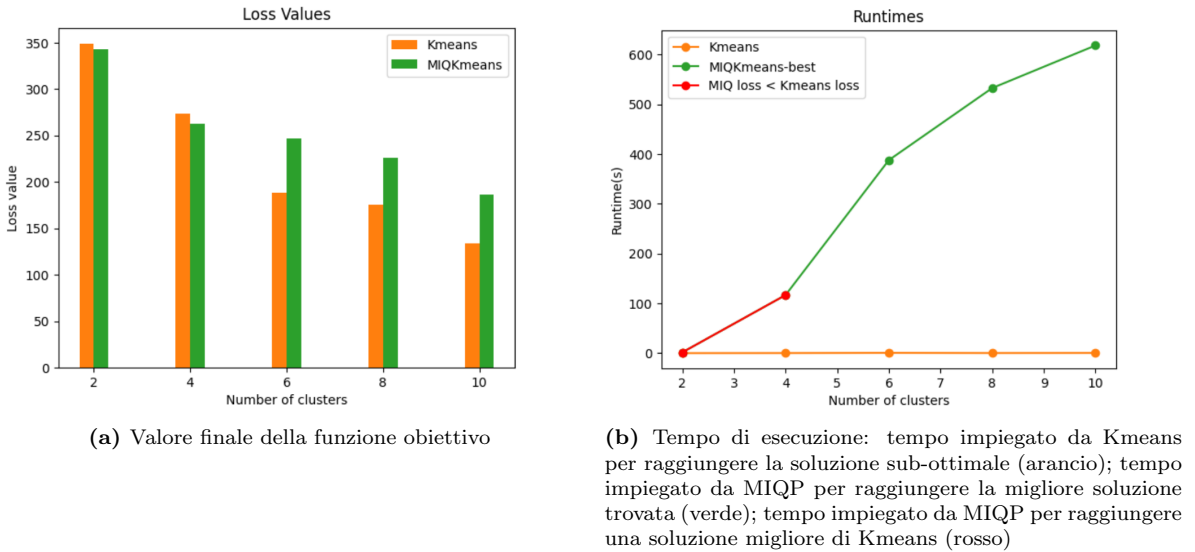 Loss Values
350
300
250
200
150
100
50
0
Loss value
Kmeans
MIQKmeans
2 4 6 8 10
Number of clusters
(a) Valore finale della funzione obiettivo
Runtimes
600
500
400
300
200
100
0
Runtime(s)
Kmeans
MIQKmeans-best
MIQ loss < Kmeans loss
2 3 4 5 6 7 8 9 10
Number of clusters
(b) Tempo di esecuzione: tempo impiegato da Kmeans
per raggiungere la soluzione sub-ottimale (arancio); tempo
impiegato da MIQP per raggiungere la migliore soluzione
trovata (verde); tempo impiegato da MIQP per raggiungere
una soluzione migliore di Kmeans (rosso)